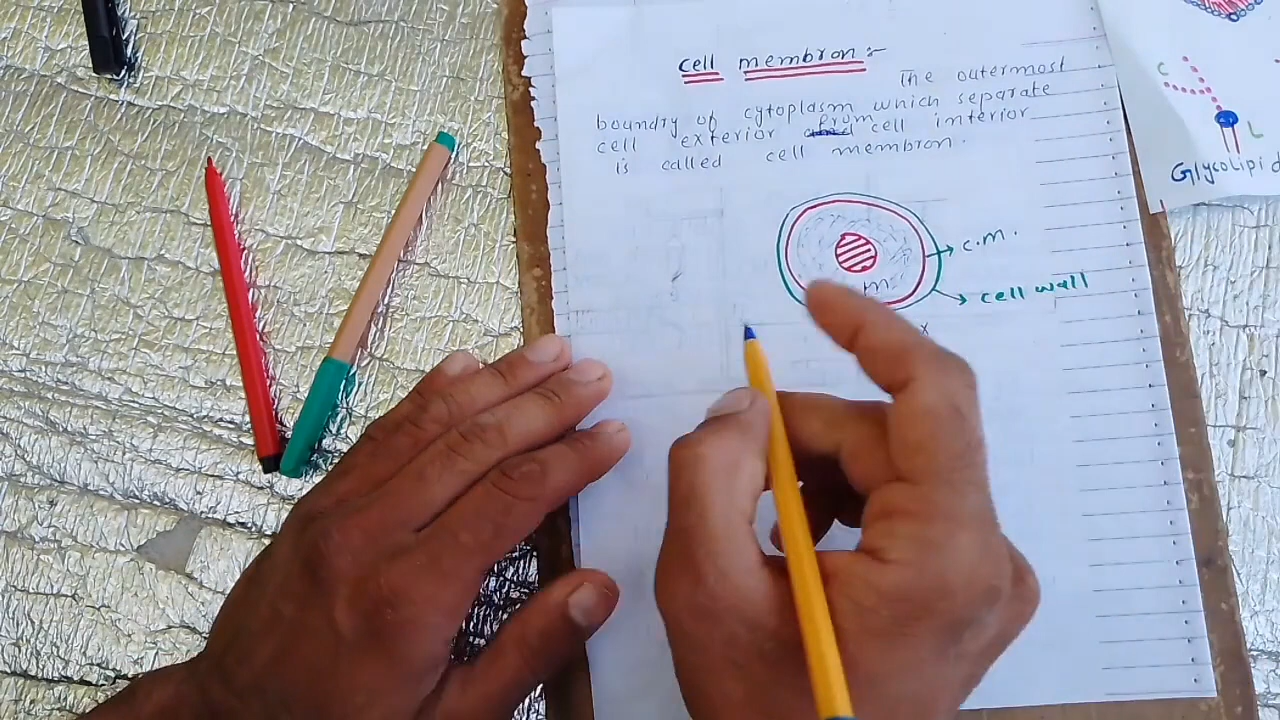 cell membron :-
The outermost
boundry of cytoplasm which separate
cell exterior from cell interior
is called cell membron.
c.m.
cell wall
m
x
C
L
Glycolipid